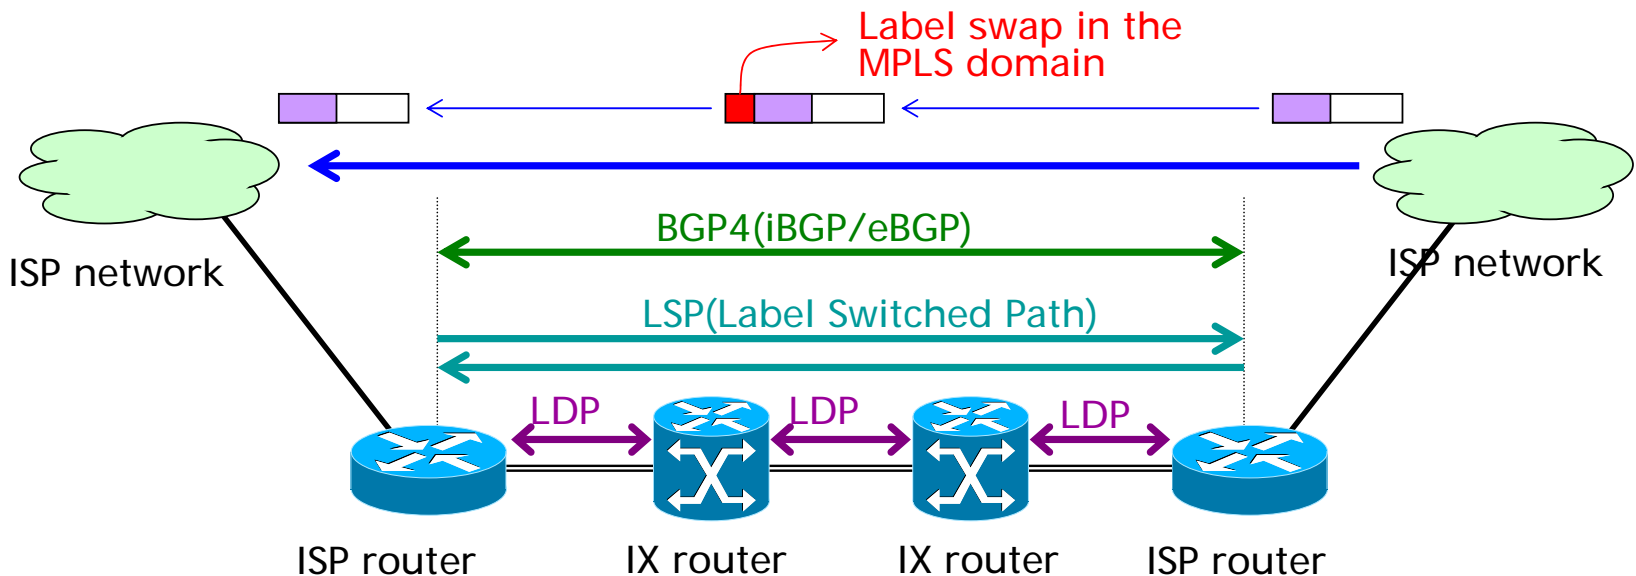 Label swap in the
MPLS domain
BGP4(iBGP/eBGP)
ISP network
ISP network
LSP(Label Switched Path)
LDP
LDP
LDP
ISP router
IX router
IX router
ISP router